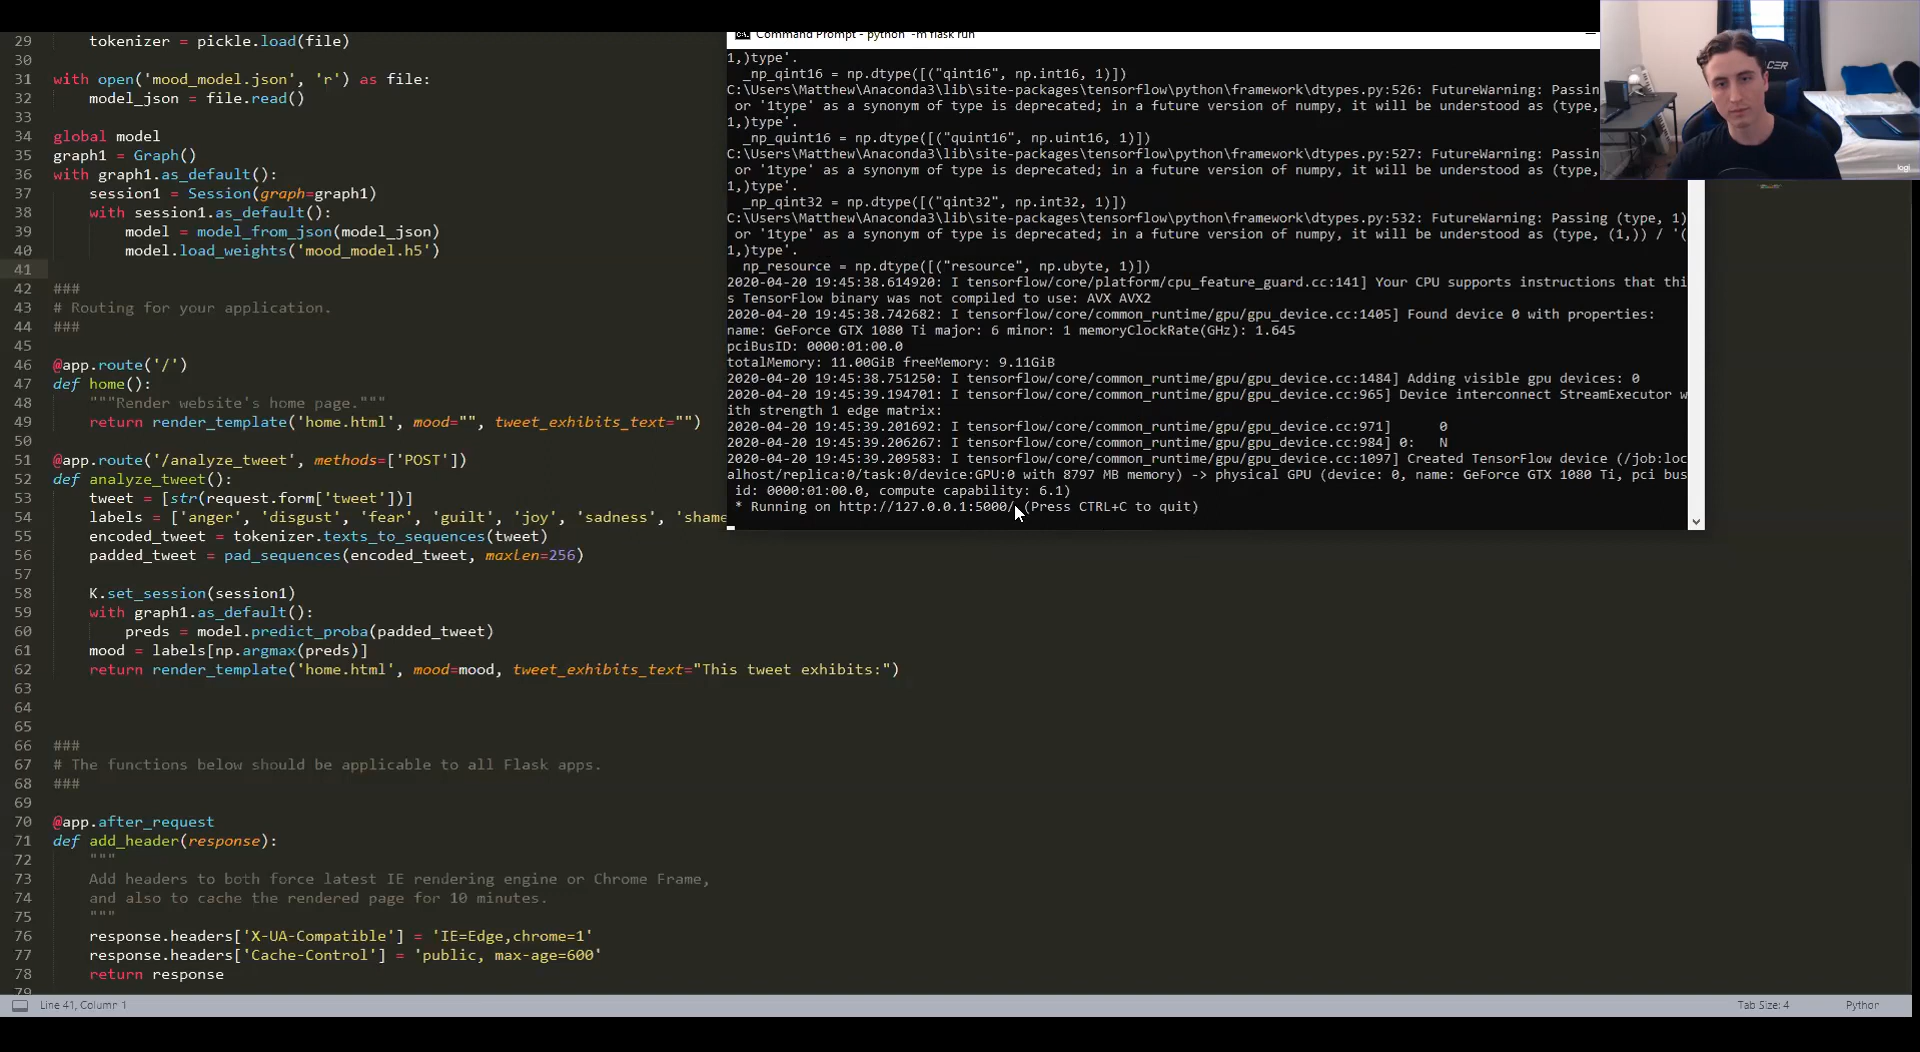 29 tokenizer = pickle.load(file)
30
31 with open('mood_model.json', 'r') as file:
32 model_json = file.read()
33
34 global model
35 graph1 = Graph()
36 with graph1.as_default():
37 session1 = Session(graph=graph1)
38 with session1.as_default():
39 model = model_from_json(model_json)
40 model.load_weights('mood_model.h5')
41
42 ###
43 # Routing for your application.
44 ###
45
46 @app.route('/')
47 def home():
48 """Render website's home page."""
49 return render_template('home.html', mood="", tweet_exhibits_text="")
50
51 @app.route('/analyze_tweet', methods=['POST'])
52 def analyze_tweet():
53 tweet = [str(request.form['tweet'])]
54 labels = ['anger', 'disgust', 'fear', 'guilt', 'joy', 'sadness', 'shame
55 encoded_tweet = tokenizer.texts_to_sequences(tweet)
56 padded_tweet = pad_sequences(encoded_tweet, maxlen=256)
57
58 K.set_session(session1)
59 with graph1.as_default():
60 preds = model.predict_proba(padded_tweet)
61 mood = labels[np.argmax(preds)]
62 return render_template('home.html', mood=mood, tweet_exhibits_text="This tweet exhibits:")
63
64
65
66 ###
67 # The functions below should be applicable to all Flask apps.
68 ###
69
70 @app.after_request
71 def add_header(response):
72 """
73 Add headers to both force latest IE rendering engine or Chrome Frame,
74 and also to cache the rendered page for 10 minutes.
75 """
76 response.headers['X-UA-Compatible'] = 'IE=Edge,chrome=1'
77 response.headers['Cache-Control'] = 'public, max-age=600'
78 return response
79
Command Prompt - python -m flask run
1,)type'.
_np_qint16 = np.dtype([("qint16", np.int16, 1)])
C:\Users\Matthew\Anaconda3\lib\site-packages\tensorflow\python\framework\dtypes.py:526: FutureWarning: Passing
or '1type' as a synonym of type is deprecated; in a future version of numpy, it will be understood as (type,
1,)type'.
_np_quint16 = np.dtype([("quint16", np.uint16, 1)])
C:\Users\Matthew\Anaconda3\lib\site-packages\tensorflow\python\framework\dtypes.py:527: FutureWarning: Passing
or '1type' as a synonym of type is deprecated; in a future version of numpy, it will be understood as (type,
1,)type'.
_np_qint32 = np.dtype([("qint32", np.int32, 1)])
C:\Users\Matthew\Anaconda3\lib\site-packages\tensorflow\python\framework\dtypes.py:532: FutureWarning: Passing (type, 1)
or '1type' as a synonym of type is deprecated; in a future version of numpy, it will be understood as (type, (1,)) / '(
1,)type'.
np_resource = np.dtype([("resource", np.ubyte, 1)])
2020-04-20 19:45:38.614920: I tensorflow/core/platform/cpu_feature_guard.cc:141] Your CPU supports instructions that thi
s TensorFlow binary was not compiled to use: AVX AVX2
2020-04-20 19:45:38.742682: I tensorflow/core/common_runtime/gpu/gpu_device.cc:1405] Found device 0 with properties:
name: GeForce GTX 1080 Ti major: 6 minor: 1 memoryClockRate(GHz): 1.645
pciBusID: 0000:01:00.0
totalMemory: 11.00GiB freeMemory: 9.11GiB
2020-04-20 19:45:38.751250: I tensorflow/core/common_runtime/gpu/gpu_device.cc:1484] Adding visible gpu devices: 0
2020-04-20 19:45:39.194701: I tensorflow/core/common_runtime/gpu/gpu_device.cc:965] Device interconnect StreamExecutor w
ith strength 1 edge matrix:
2020-04-20 19:45:39.201692: I tensorflow/core/common_runtime/gpu/gpu_device.cc:971] 0
2020-04-20 19:45:39.206267: I tensorflow/core/common_runtime/gpu/gpu_device.cc:984] 0: N
2020-04-20 19:45:39.209583: I tensorflow/core/common_runtime/gpu/gpu_device.cc:1097] Created TensorFlow device (/job:loc
alhost/replica:0/task:0/device:GPU:0 with 8797 MB memory) -> physical GPU (device: 0, name: GeForce GTX 1080 Ti, pci bus
id: 0000:01:00.0, compute capability: 6.1)
* Running on http://127.0.0.1:5000/ (Press CTRL+C to quit)
logi
Line 41, Column 1
Tab Size: 4
Python